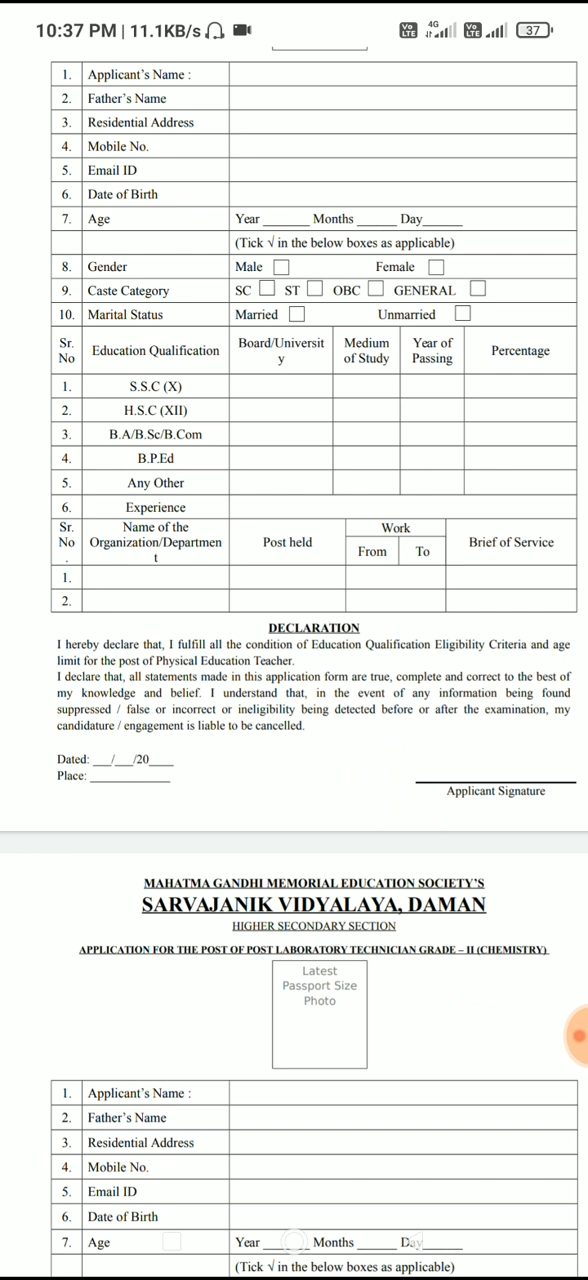 10:37 PM | 11.1KB/s Vo LTE 4G Vo LTE 37
1. Applicant's Name :
2. Father's Name
3. Residential Address
4. Mobile No.
5. Email ID
6. Date of Birth
7. Age Year ______ Months ______ Day______
(Tick √ in the below boxes as applicable)
8. Gender Male Female
9. Caste Category SC ST OBC GENERAL
10. Marital Status Married Unmarried
Sr. No Education Qualification Board/Universit y Medium of Study Year of Passing Percentage
1. S.S.C (X)
2. H.S.C (XII)
3. B.A/B.Sc/B.Com
4. B.P.Ed
5. Any Other
6. Experience
Sr. No . Name of the Organization/Departmen t Post held Work From To Brief of Service
1.
2.
DECLARATION
I hereby declare that, I fulfill all the condition of Education Qualification Eligibility Criteria and age
limit for the post of Physical Education Teacher.
I declare that, all statements made in this application form are true, complete and correct to the best of
my knowledge and belief. I understand that, in the event of any information being found
suppressed / false or incorrect or ineligibility being detected before or after the examination, my
candidature / engagement is liable to be cancelled.
Dated: ___/___/20____
Place: _____________
Applicant Signature
MAHATMA GANDHI MEMORIAL EDUCATION SOCIETY'S
SARVAJANIK VIDYALAYA, DAMAN
HIGHER SECONDARY SECTION
APPLICATION FOR THE POST OF POST LABORATORY TECHNICIAN GRADE – II (CHEMISTRY)
Latest
Passport Size
Photo
1. Applicant's Name :
2. Father's Name
3. Residential Address
4. Mobile No.
5. Email ID
6. Date of Birth
7. Age Year ______ Months ______ Day______
(Tick √ in the below boxes as applicable)